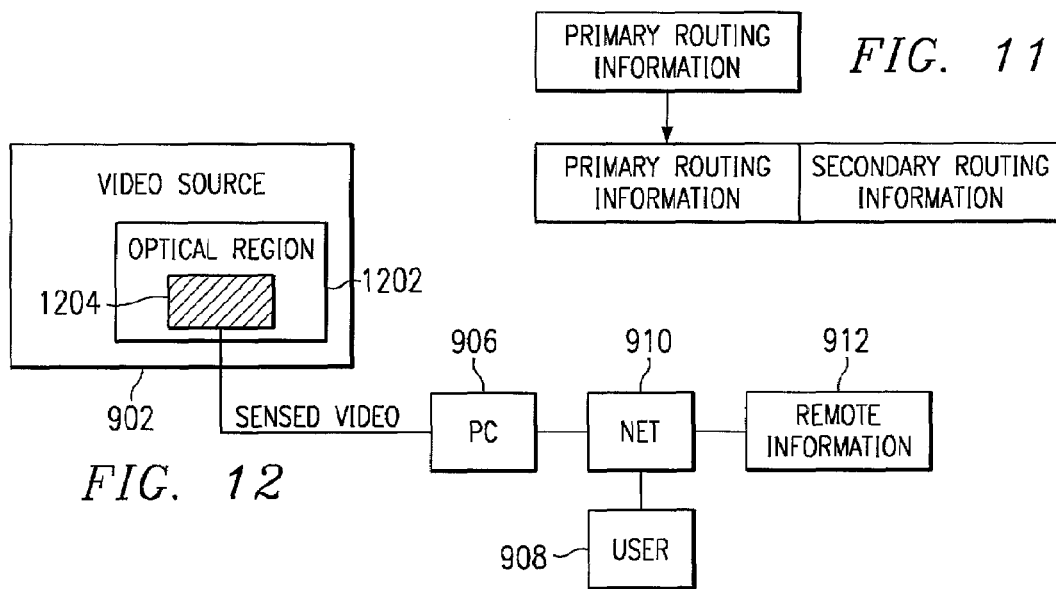 PRIMARY ROUTING
INFORMATION
FIG. 11
PRIMARY ROUTING
INFORMATION
SECONDARY ROUTING
INFORMATION
VIDEO SOURCE
OPTICAL REGION
1204
1202
902
SENSED VIDEO
906
PC
910
NET
912
REMOTE
INFORMATION
908
USER
FIG. 12